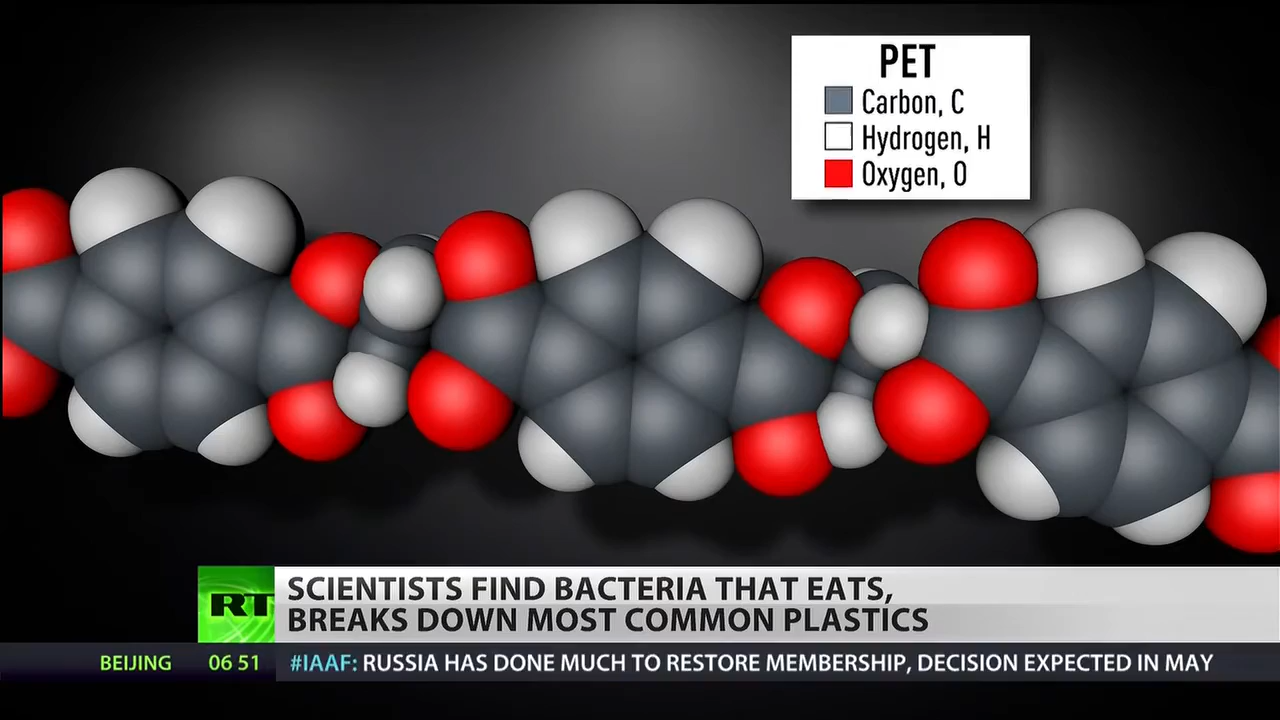 PET
Carbon, C
Hydrogen, H
Oxygen, O
RT
SCIENTISTS FIND BACTERIA THAT EATS,
BREAKS DOWN MOST COMMON PLASTICS
BEIJING 06 51 #IAAF: RUSSIA HAS DONE MUCH TO RESTORE MEMBERSHIP, DECISION EXPECTED IN MAY